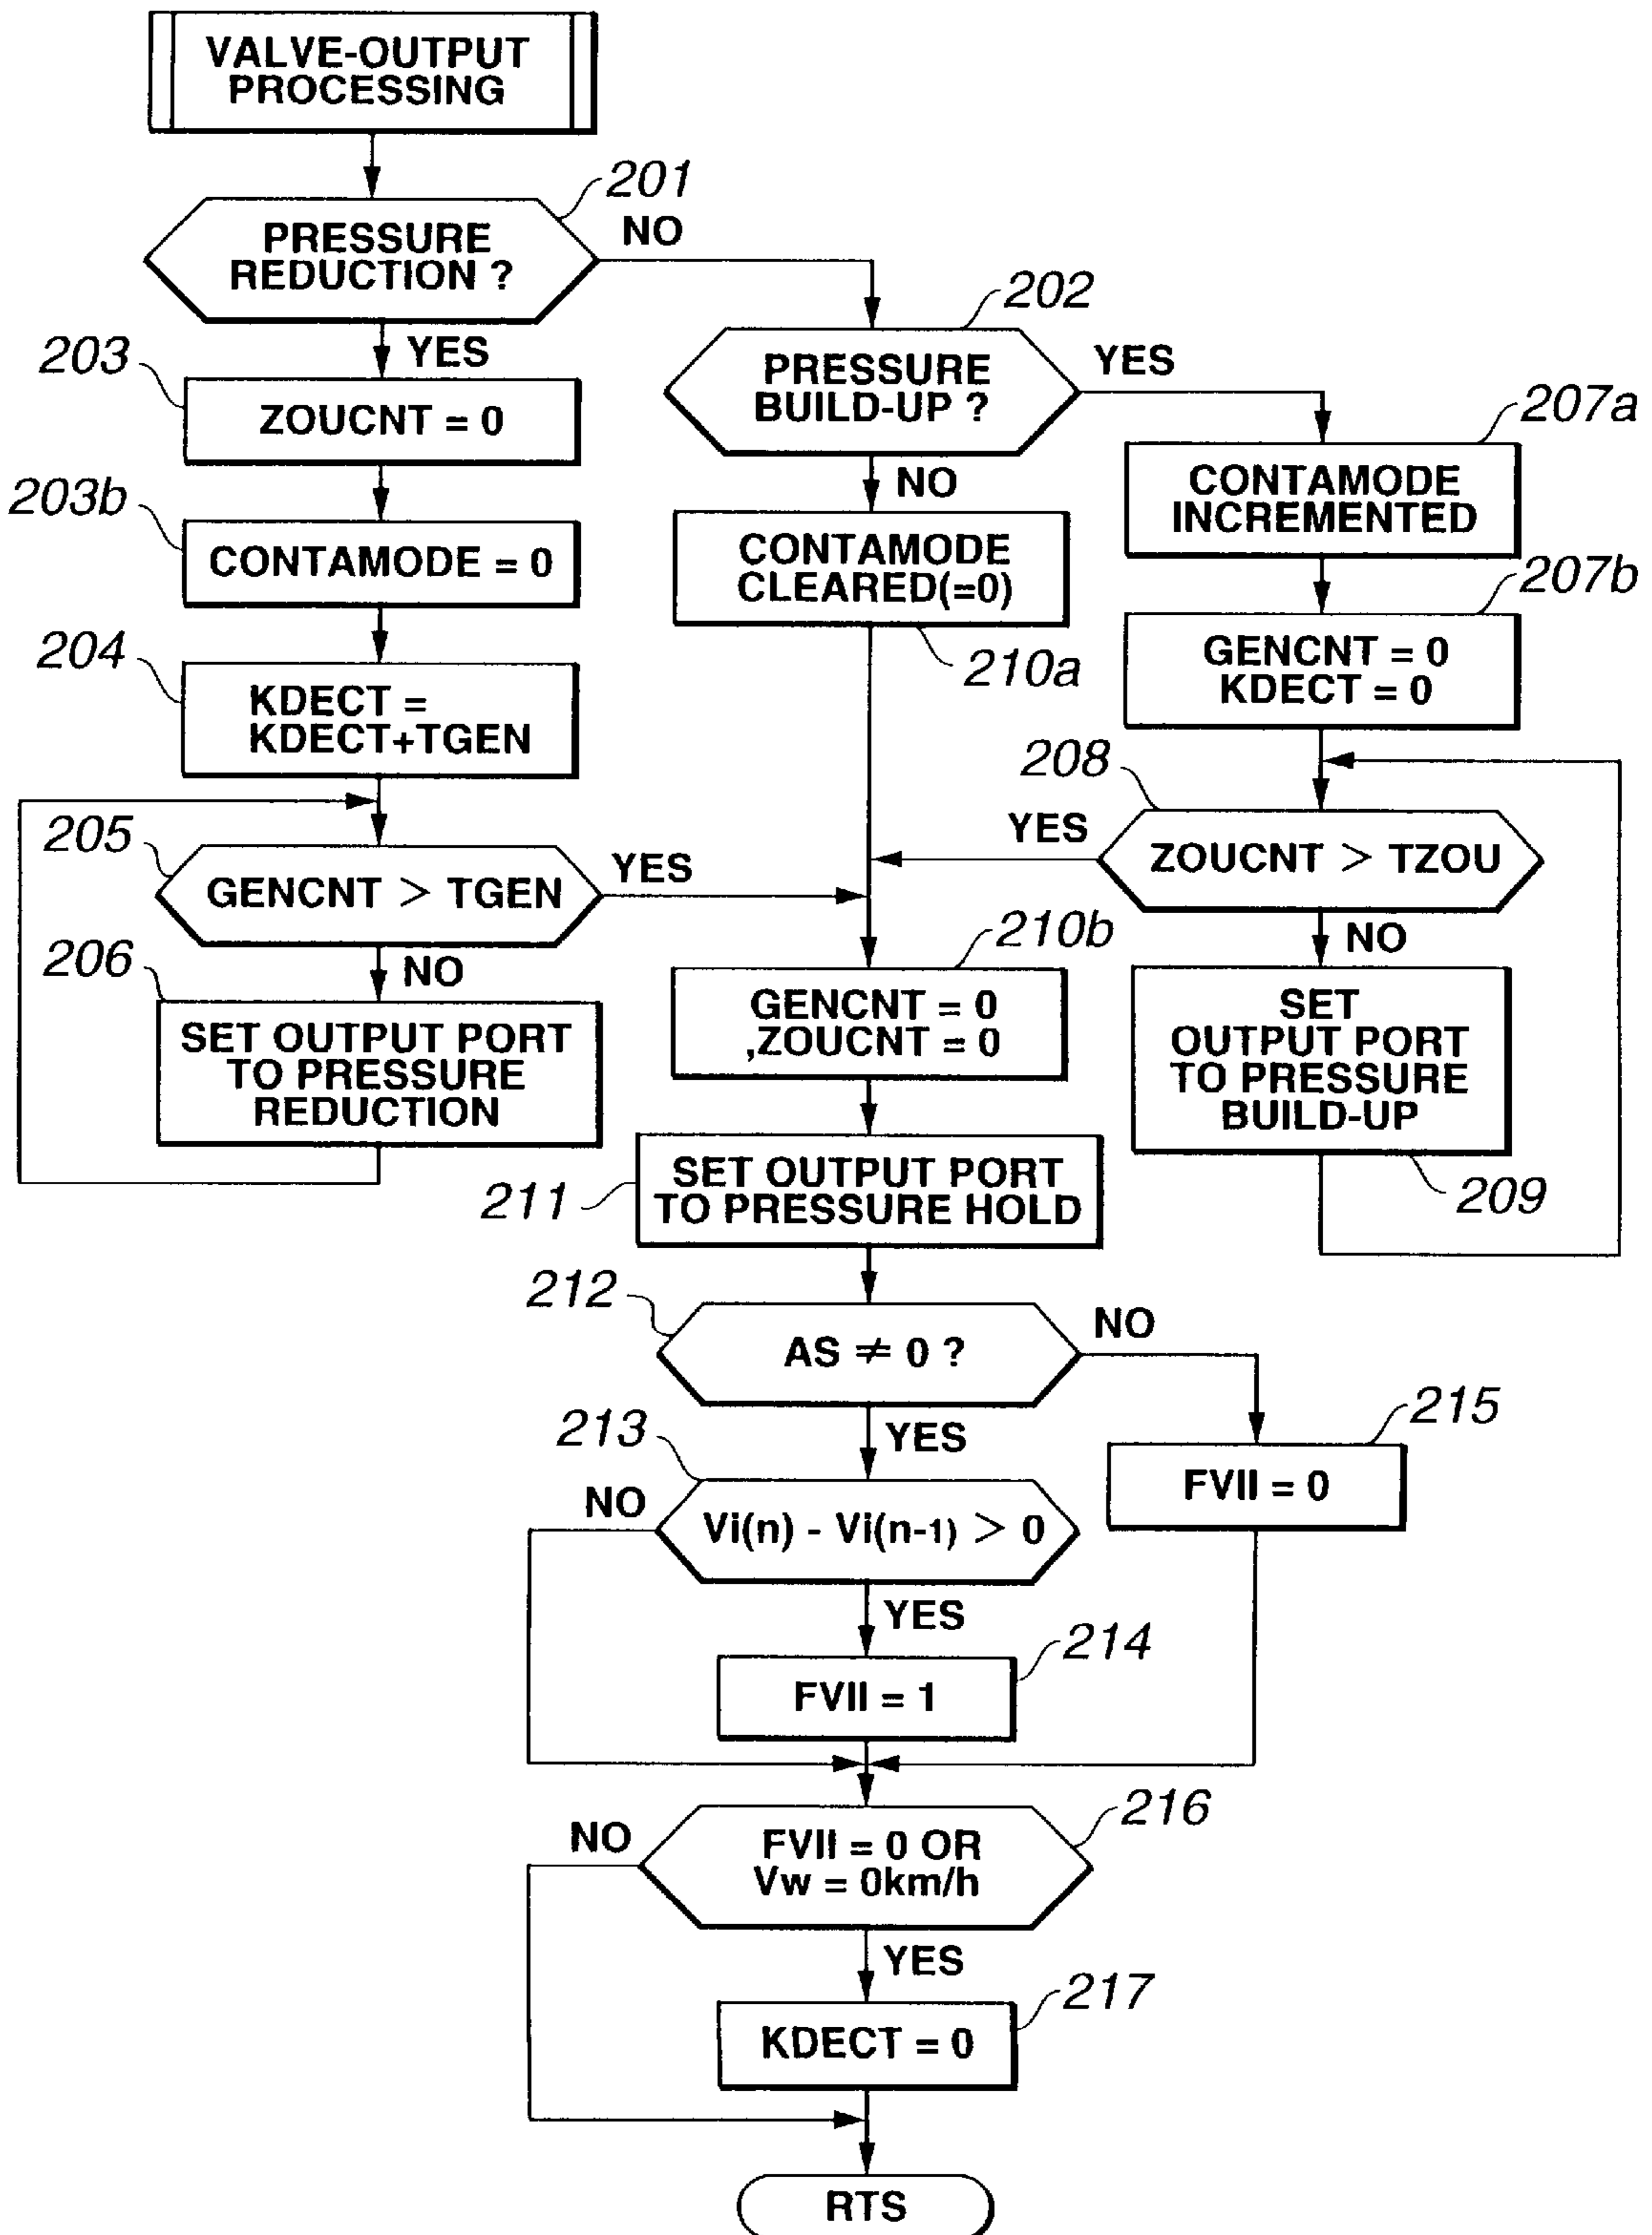 VALVE-OUTPUT
PROCESSING
201
PRESSURE
REDUCTION ?
NO
202
PRESSURE
BUILD-UP ?
YES
YES
203
ZOUCNT = 0
207a
CONTAMODE
INCREMENTED
NO
203b
CONTAMODE = 0
CONTAMODE
CLEARED(=0)
210a
207b
GENCNT = 0
KDECT = 0
204
KDECT =
KDECT+TGEN
208
ZOUCNT > TZOU
YES
205
GENCNT > TGEN
YES
NO
NO
206
SET OUTPUT PORT
TO PRESSURE
REDUCTION
210b
GENCNT = 0
,ZOUCNT = 0
SET
OUTPUT PORT
TO PRESSURE
BUILD-UP
209
211
SET OUTPUT PORT
TO PRESSURE HOLD
212
AS ≠ 0 ?
NO
YES
215
FVII = 0
213
NO
Vi(n) - Vi(n-1) > 0
YES
214
FVII = 1
216
NO
FVII = 0 OR
Vw = 0km/h
YES
217
KDECT = 0
RTS